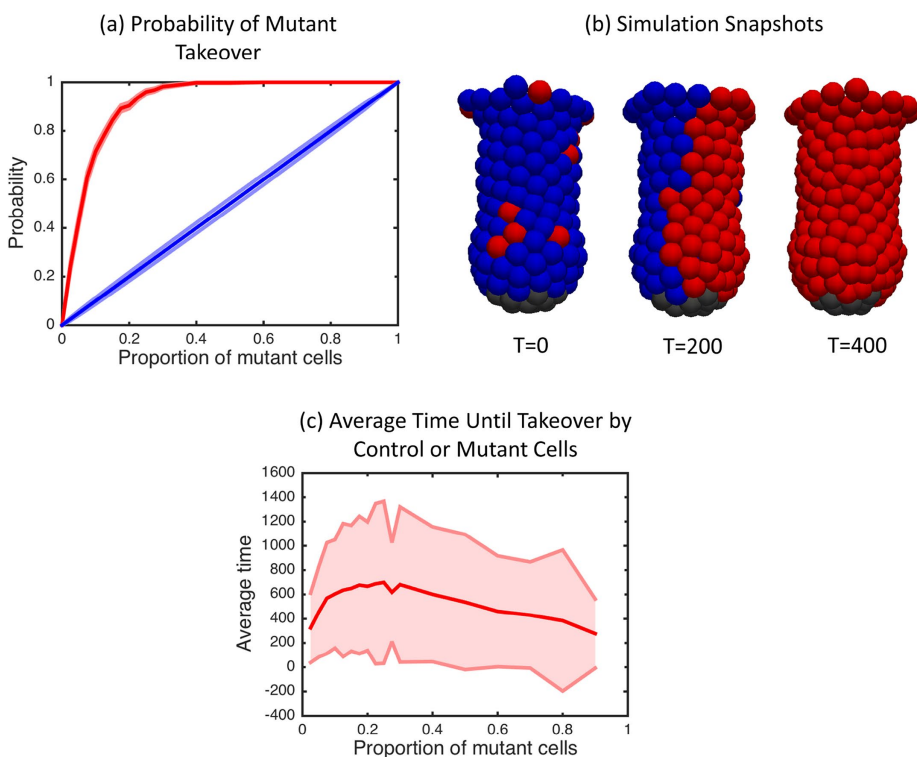 (a) Probability of Mutant
Takeover
(b) Simulation Snapshots
1
0.8
0.6
0.4
0.2
0
Probability
0 0.2 0.4 0.6 0.8 1
Proportion of mutant cells
T=0 T=200 T=400
(c) Average Time Until Takeover by
Control or Mutant Cells
1600
1400
1200
1000
800
600
400
200
0
-200
-400
Average time
0 0.2 0.4 0.6 0.8 1
Proportion of mutant cells